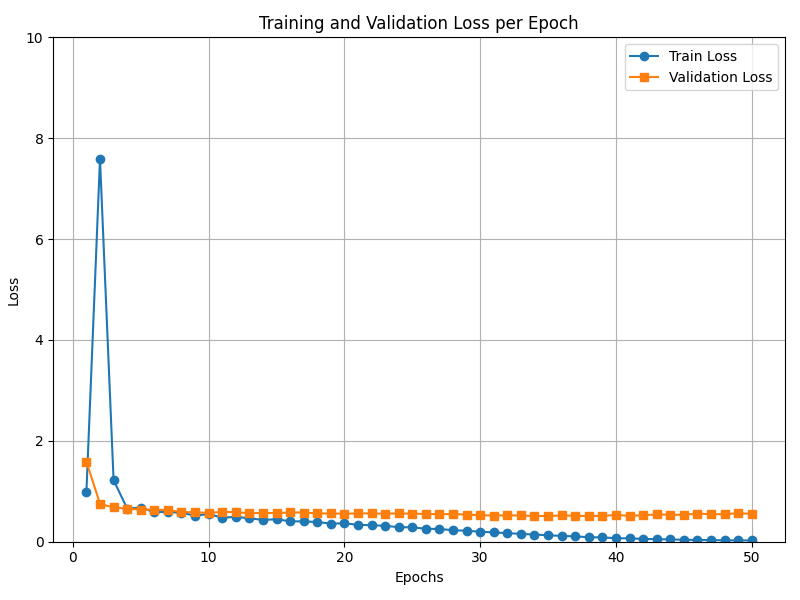 Training and Validation Loss per Epoch
Train Loss
Validation Loss
Loss
10
8
6
4
2
0
0 10 20 30 40 50
Epochs